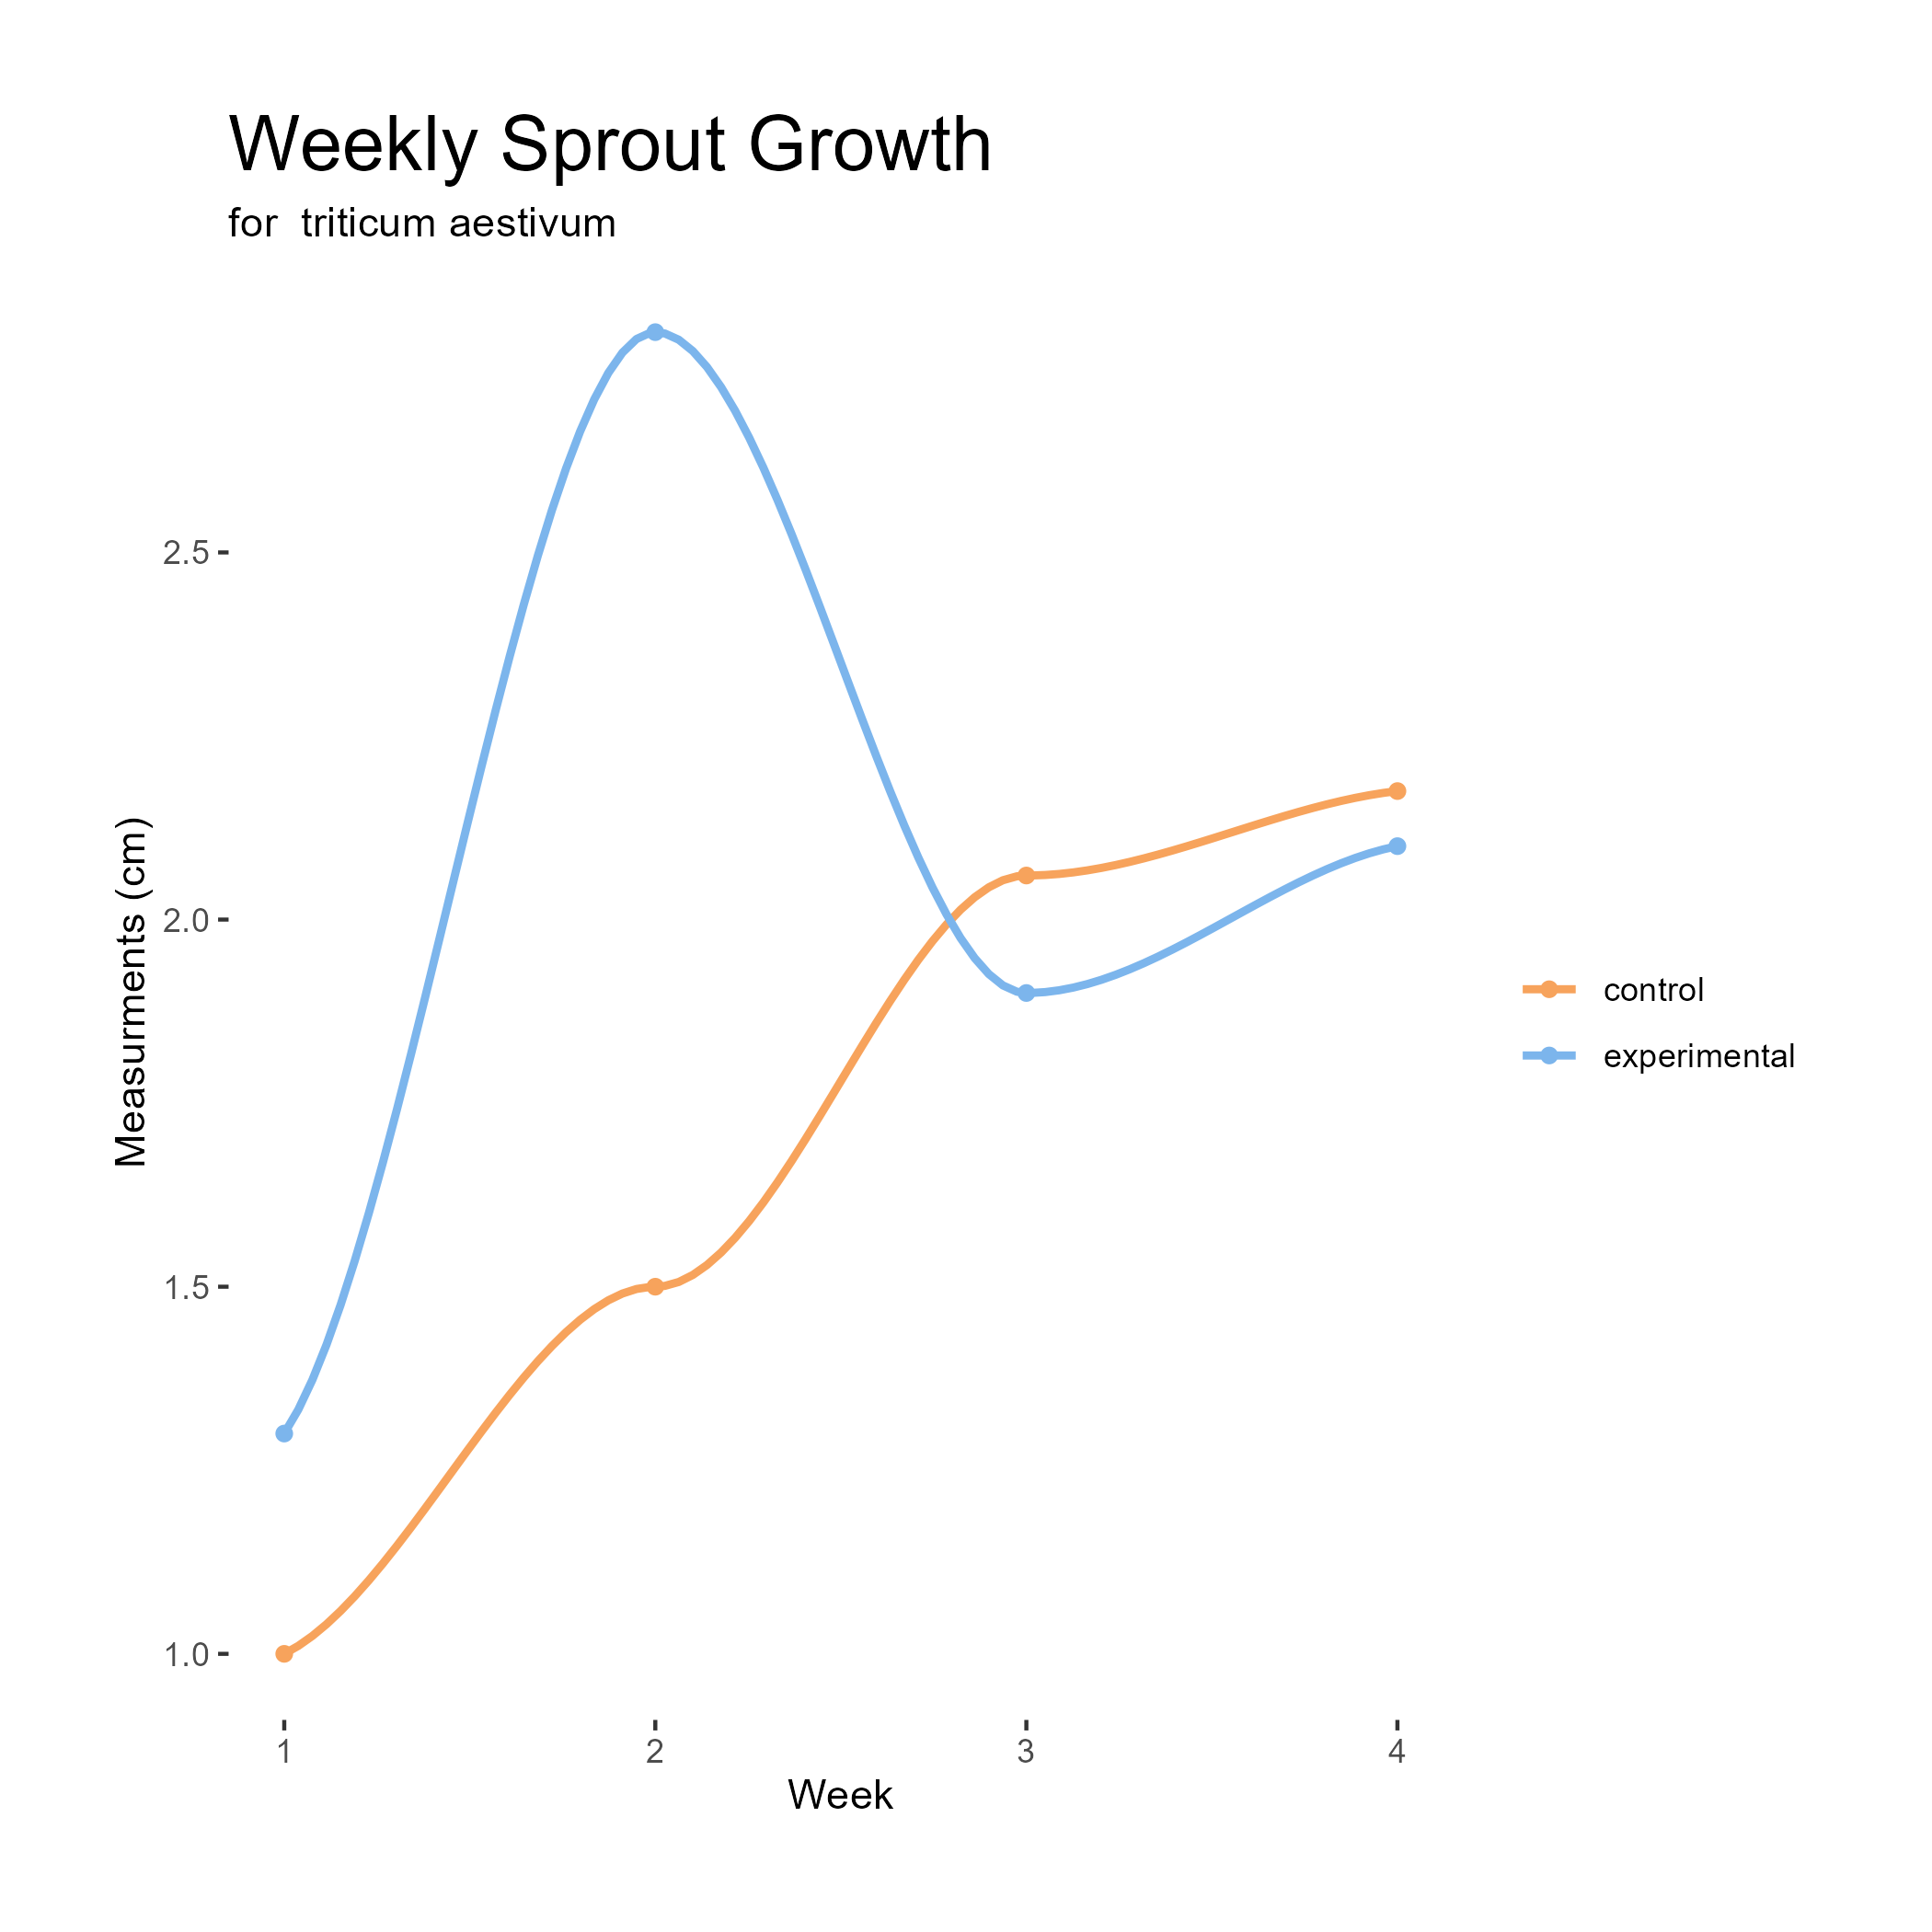 Weekly Sprout Growth
for  triticum aestivum
Measurments (cm)
2.5
2.0
1.5
1.0
1
2
3
4
Week
control
experimental